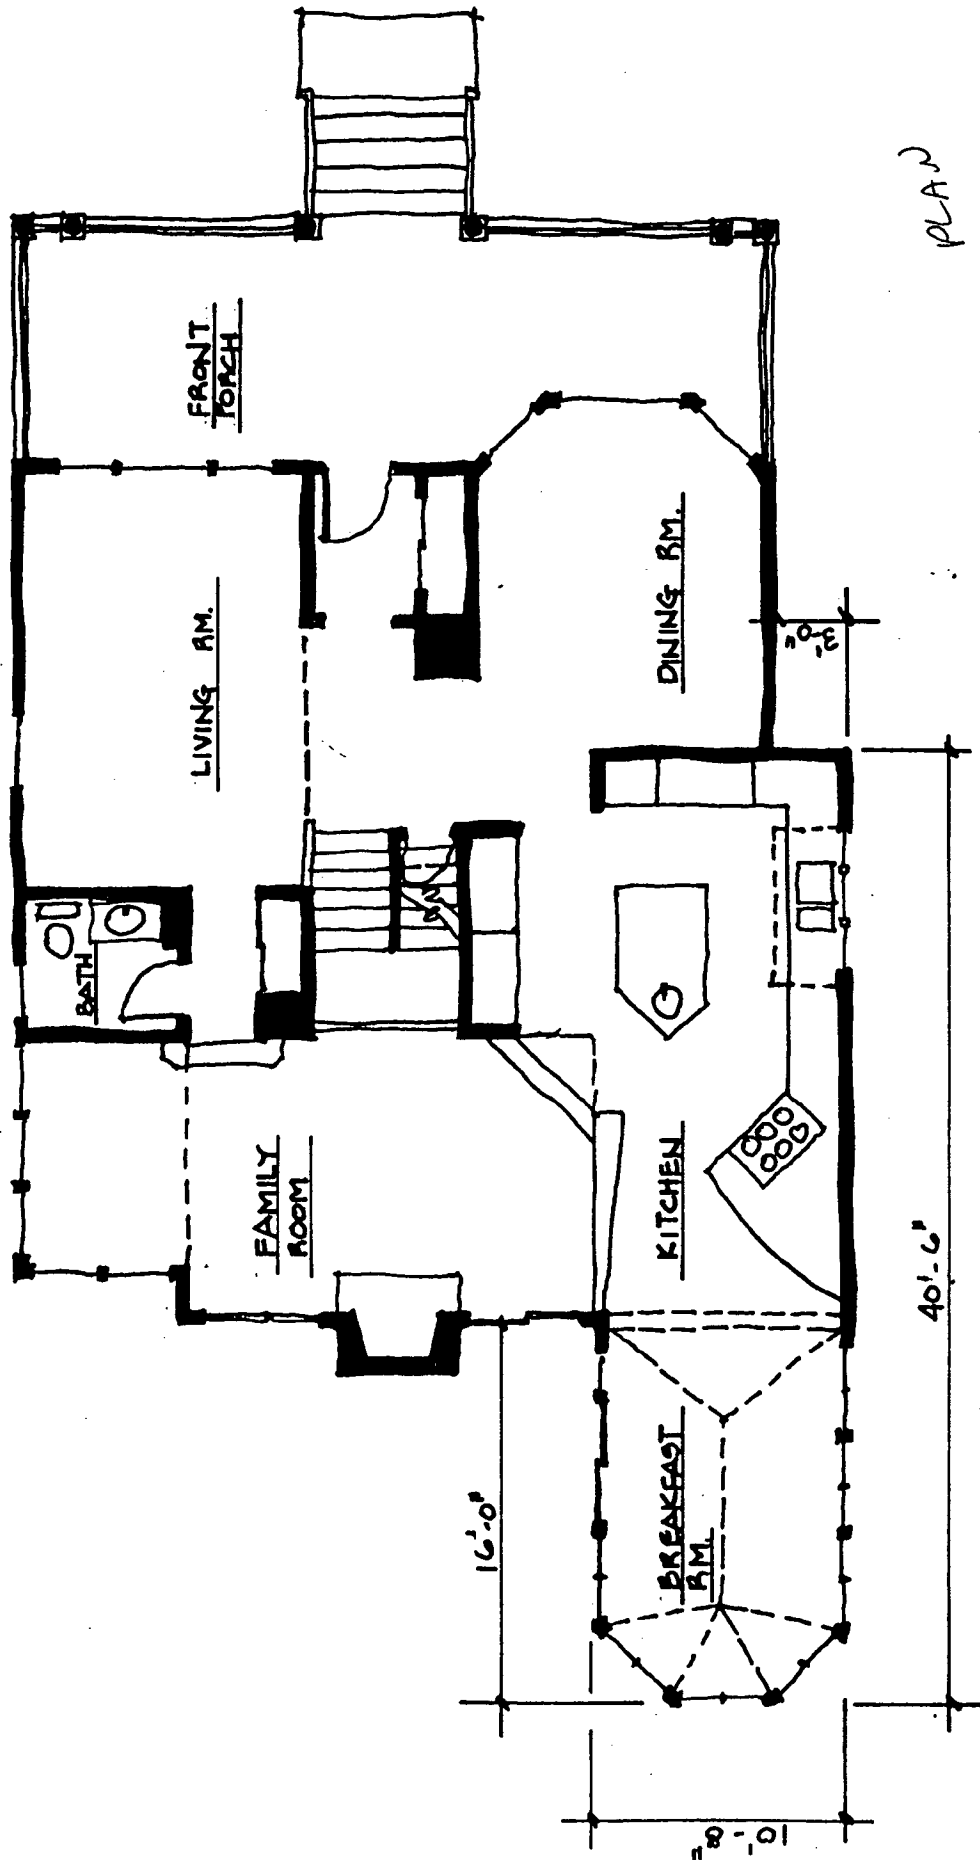 PLAN
FRONT
PORCH
LIVING RM.
DINING RM.
3'-0"
BATH
FAMILY
ROOM
KITCHEN
40'-6"
16'-0"
BREAKFAST
RM.
10'-8"